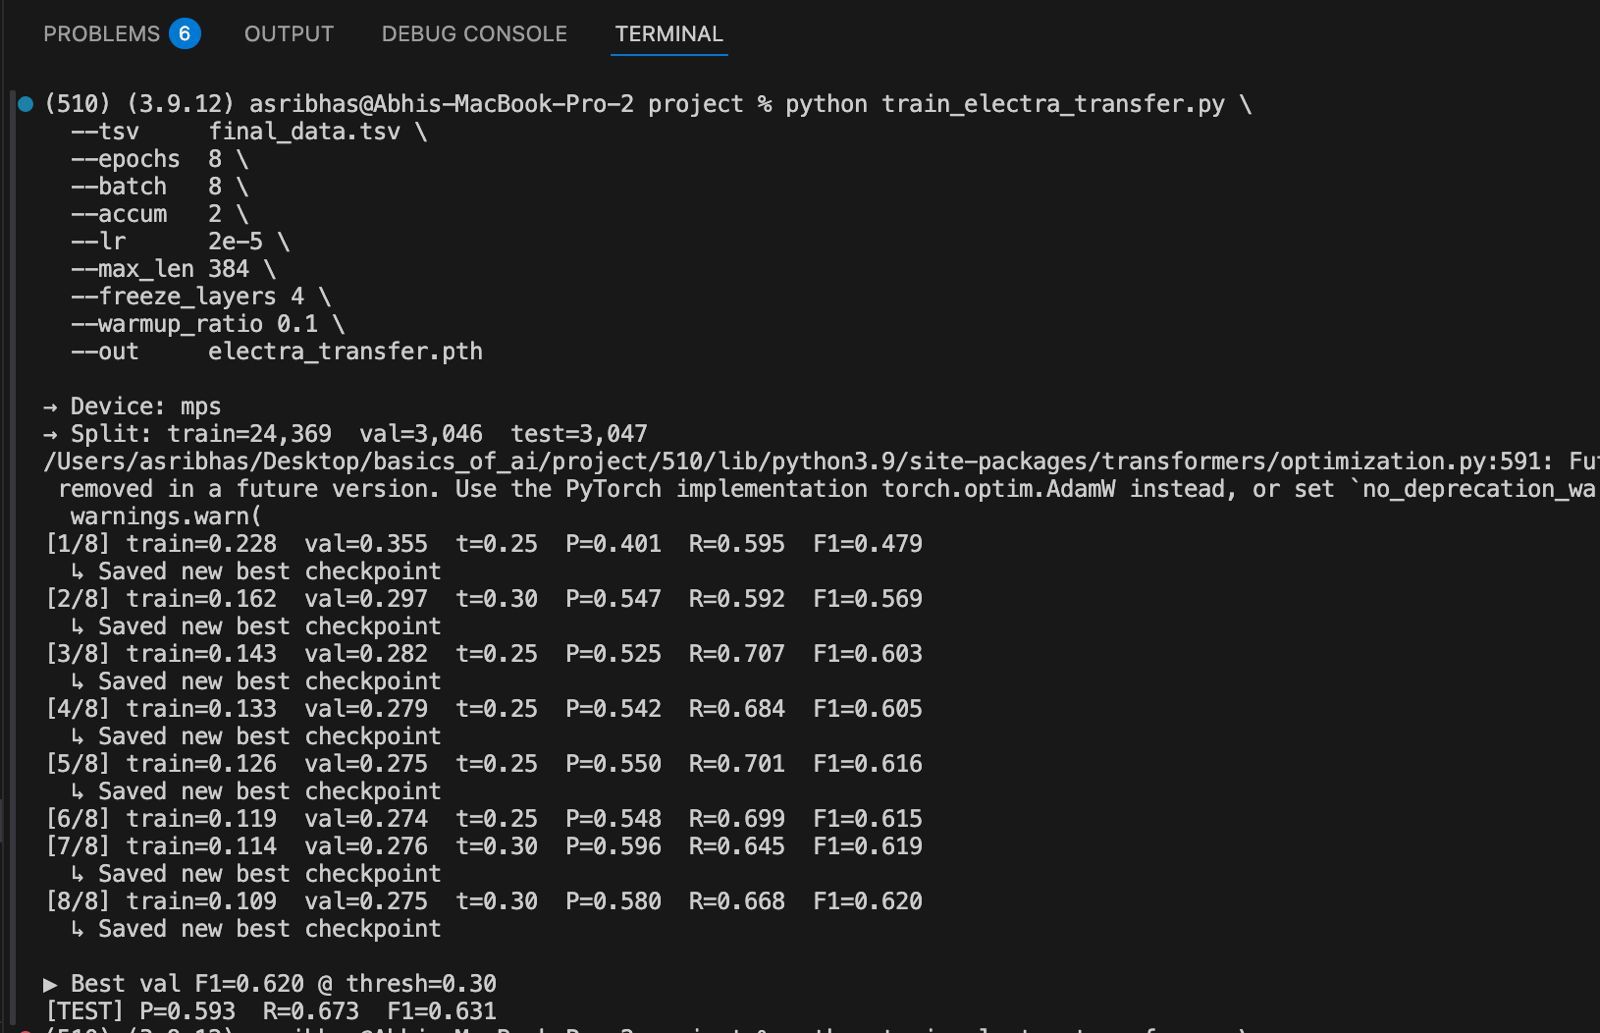 PROBLEMS 6 OUTPUT DEBUG CONSOLE TERMINAL
(510) (3.9.12) asribhas@Abhis-MacBook-Pro-2 project % python train_electra_transfer.py \
--tsv final_data.tsv \
--epochs 8 \
--batch 8 \
--accum 2 \
--lr 2e-5 \
--max_len 384 \
--freeze_layers 4 \
--warmup_ratio 0.1 \
--out electra_transfer.pth
→ Device: mps
→ Split: train=24,369 val=3,046 test=3,047
/Users/asribhas/Desktop/basics_of_ai/project/510/lib/python3.9/site-packages/transformers/optimization.py:591: Fu
removed in a future version. Use the PyTorch implementation torch.optim.AdamW instead, or set `no_deprecation_wa
warnings.warn(
[1/8] train=0.228 val=0.355 t=0.25 P=0.401 R=0.595 F1=0.479
↳ Saved new best checkpoint
[2/8] train=0.162 val=0.297 t=0.30 P=0.547 R=0.592 F1=0.569
↳ Saved new best checkpoint
[3/8] train=0.143 val=0.282 t=0.25 P=0.525 R=0.707 F1=0.603
↳ Saved new best checkpoint
[4/8] train=0.133 val=0.279 t=0.25 P=0.542 R=0.684 F1=0.605
↳ Saved new best checkpoint
[5/8] train=0.126 val=0.275 t=0.25 P=0.550 R=0.701 F1=0.616
↳ Saved new best checkpoint
[6/8] train=0.119 val=0.274 t=0.25 P=0.548 R=0.699 F1=0.615
[7/8] train=0.114 val=0.276 t=0.30 P=0.596 R=0.645 F1=0.619
↳ Saved new best checkpoint
[8/8] train=0.109 val=0.275 t=0.30 P=0.580 R=0.668 F1=0.620
↳ Saved new best checkpoint
▶ Best val F1=0.620 @ thresh=0.30
[TEST] P=0.593 R=0.673 F1=0.631